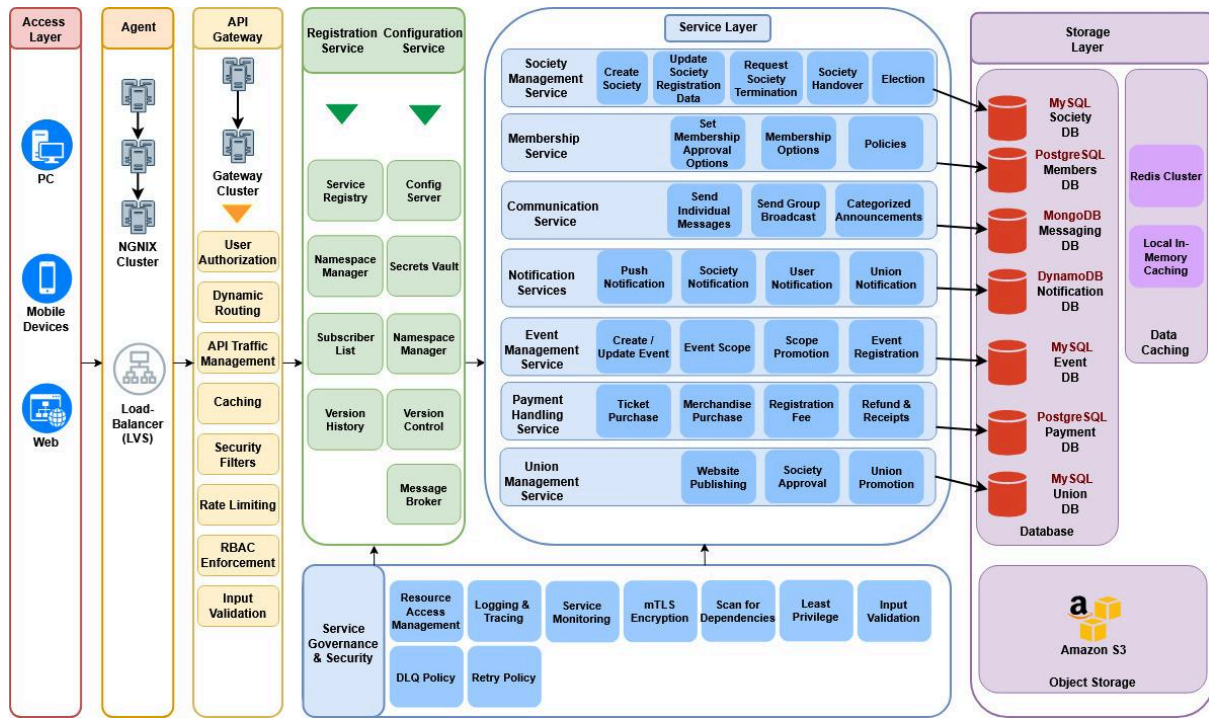 Access
Layer
PC
Mobile
Devices
Web
Agent
NGNIX
Cluster
Load-
Balancer
(LVS)
API
Gateway
Gateway
Cluster
User
Authorization
Dynamic
Routing
API Traffic
Management
Caching
Security
Filters
Rate Limiting
RBAC
Enforcement
Input
Validation
Registration
Service
Configuration
Service
Service
Registry
Config
Server
Namespace
Manager
Secrets Vault
Subscriber
List
Namespace
Manager
Version
History
Version
Control
Message
Broker
Service Layer
Society
Management
Service
Create
Society
Update
Society
Registration
Data
Request
Society
Termination
Society
Handover
Election
Membership
Service
Set
Membership
Approval
Options
Membership
Options
Policies
Communication
Service
Send
Individual
Messages
Send Group
Broadcast
Categorized
Announcements
Notification
Services
Push
Notification
Society
Notification
User
Notification
Union
Notification
Event
Management
Service
Create /
Update Event
Event Scope
Scope
Promotion
Event
Registration
Payment
Handling
Service
Ticket
Purchase
Merchandise
Purchase
Registration
Fee
Refund &
Receipts
Union
Management
Service
Website
Publishing
Society
Approval
Union
Promotion
Service
Governance
& Security
Resource
Access
Management
Logging &
Tracing
Service
Monitoring
mTLS
Encryption
Scan for
Dependencies
Least
Privilege
Input
Validation
DLQ Policy
Retry Policy
Storage
Layer
MySQL
Society
DB
PostgreSQL
Members
DB
MongoDB
Messaging
DB
DynamoDB
Notification
DB
MySQL
Event
DB
PostgreSQL
Payment
DB
MySQL
Union
DB
Database
Redis Cluster
Local In-
Memory
Caching
Data
Caching
a
Amazon S3
Object Storage